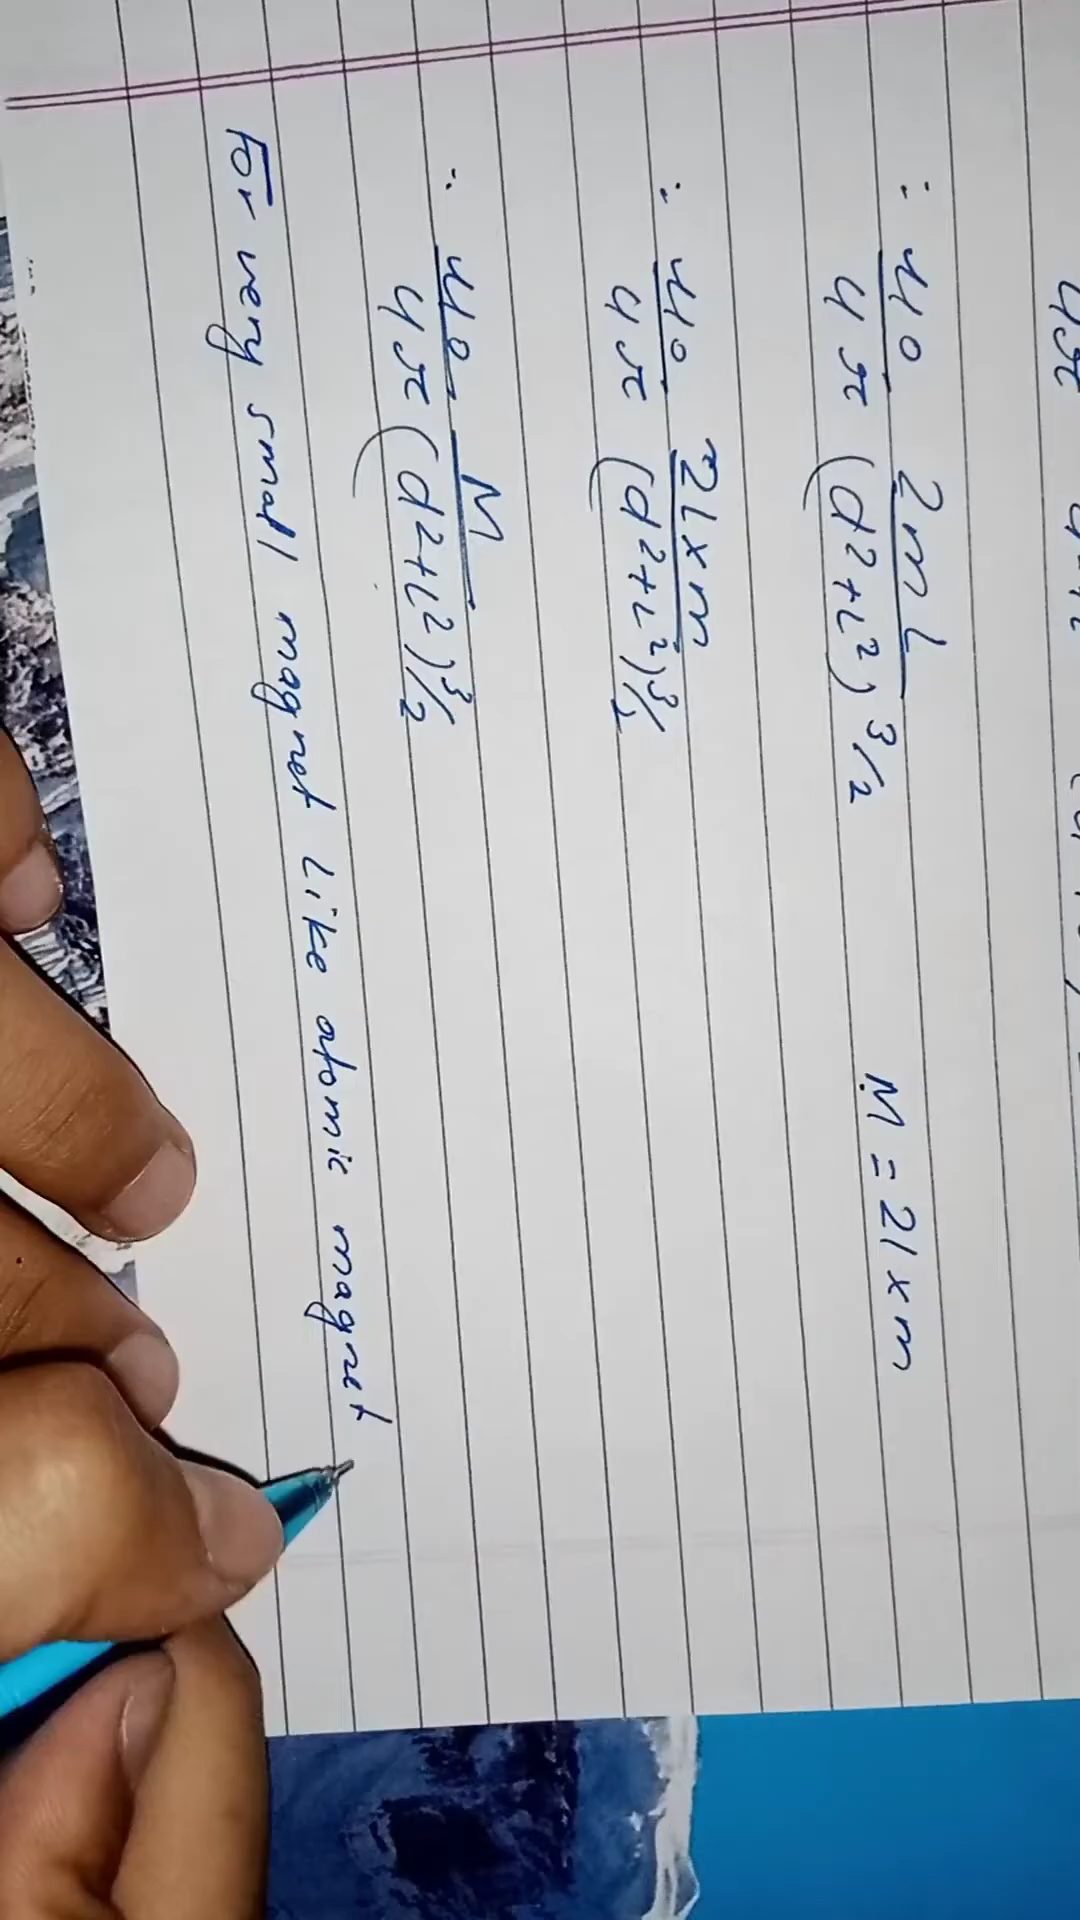 : μ0/4π 2ml/(d²+l²)^3/2 M = 2l×m
: μ0/4π 2l×m/(d²+l²)^3/2
∴ μ0/4π M/(d²+l²)^3/2
For very small magnet Like atomic magnet